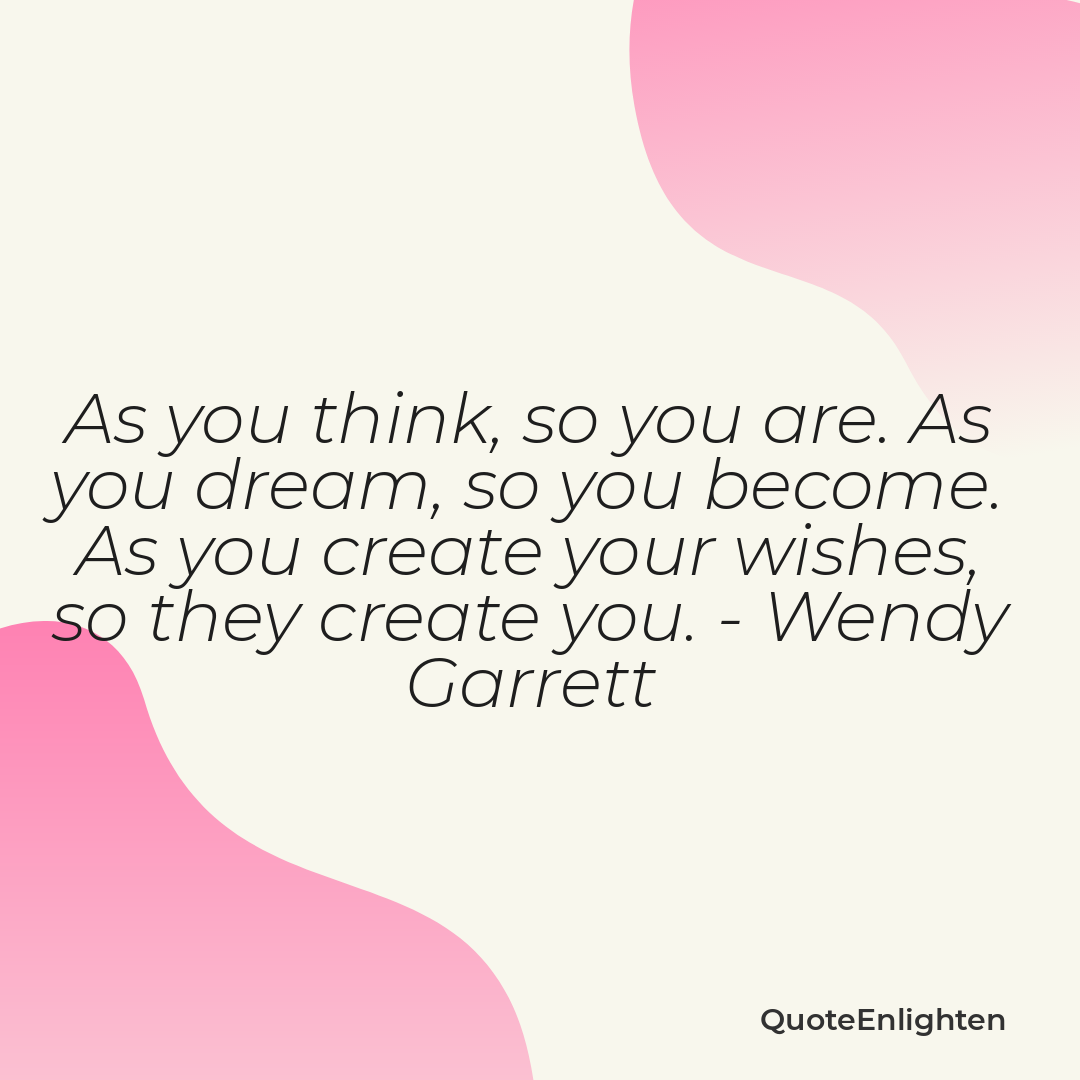 As you think, so you are. As
you dream, so you become.
As you create your wishes,
so they create you. - Wendy
Garrett
QuoteEnlighten